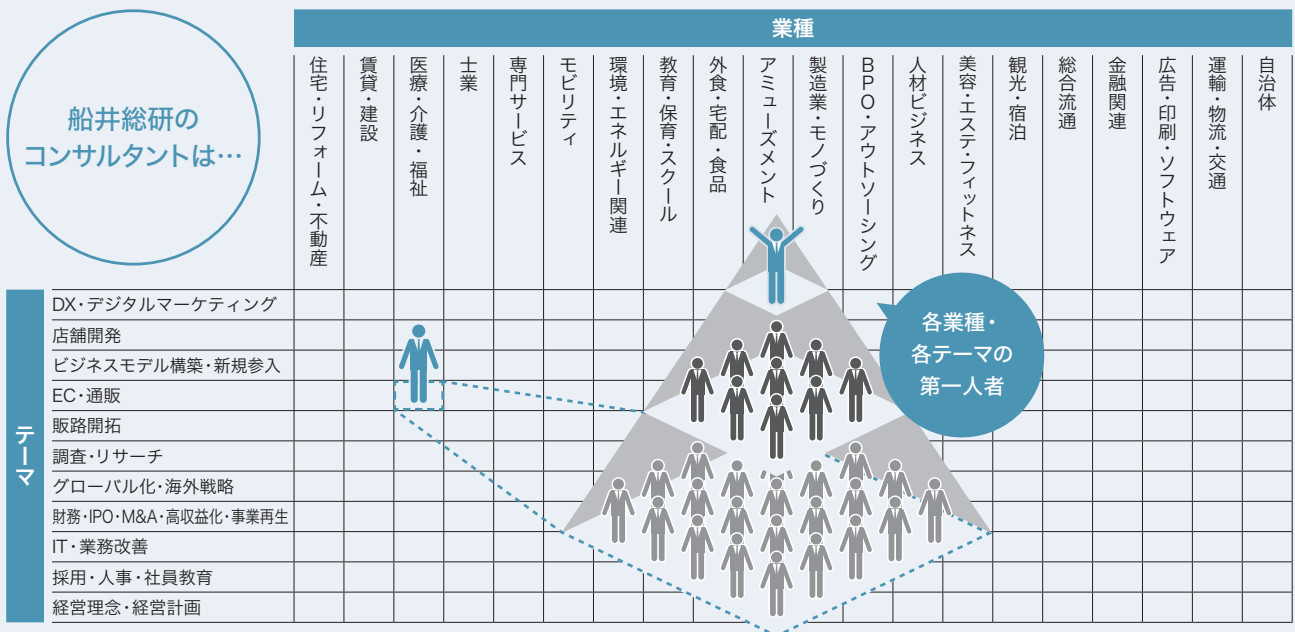 船井総研の
コンサルタントは…
業種
住宅・リフォーム・不動産
賃貸・建設
医療・介護・福祉
士業
専門サービス
モビリティ
環境・エネルギー関連
教育・保育・スクール
外食・宅配・食品
アミューズメント
製造業・モノづくり
BPO・アウトソーシング
人材ビジネス
美容・エステ・フィットネス
観光・宿泊
総合流通
金融関連
広告・印刷・ソフトウェア
運輸・物流・交通
自治体
テーマ
DX・デジタルマーケティング
店舗開発
ビジネスモデル構築・新規参入
EC・通販
販路開拓
調査・リサーチ
グローバル化・海外戦略
財務・IPO・M&A・高収益化・事業再生
IT・業務改善
採用・人事・社員教育
経営理念・経営計画
各業種・
各テーマの
第一人者